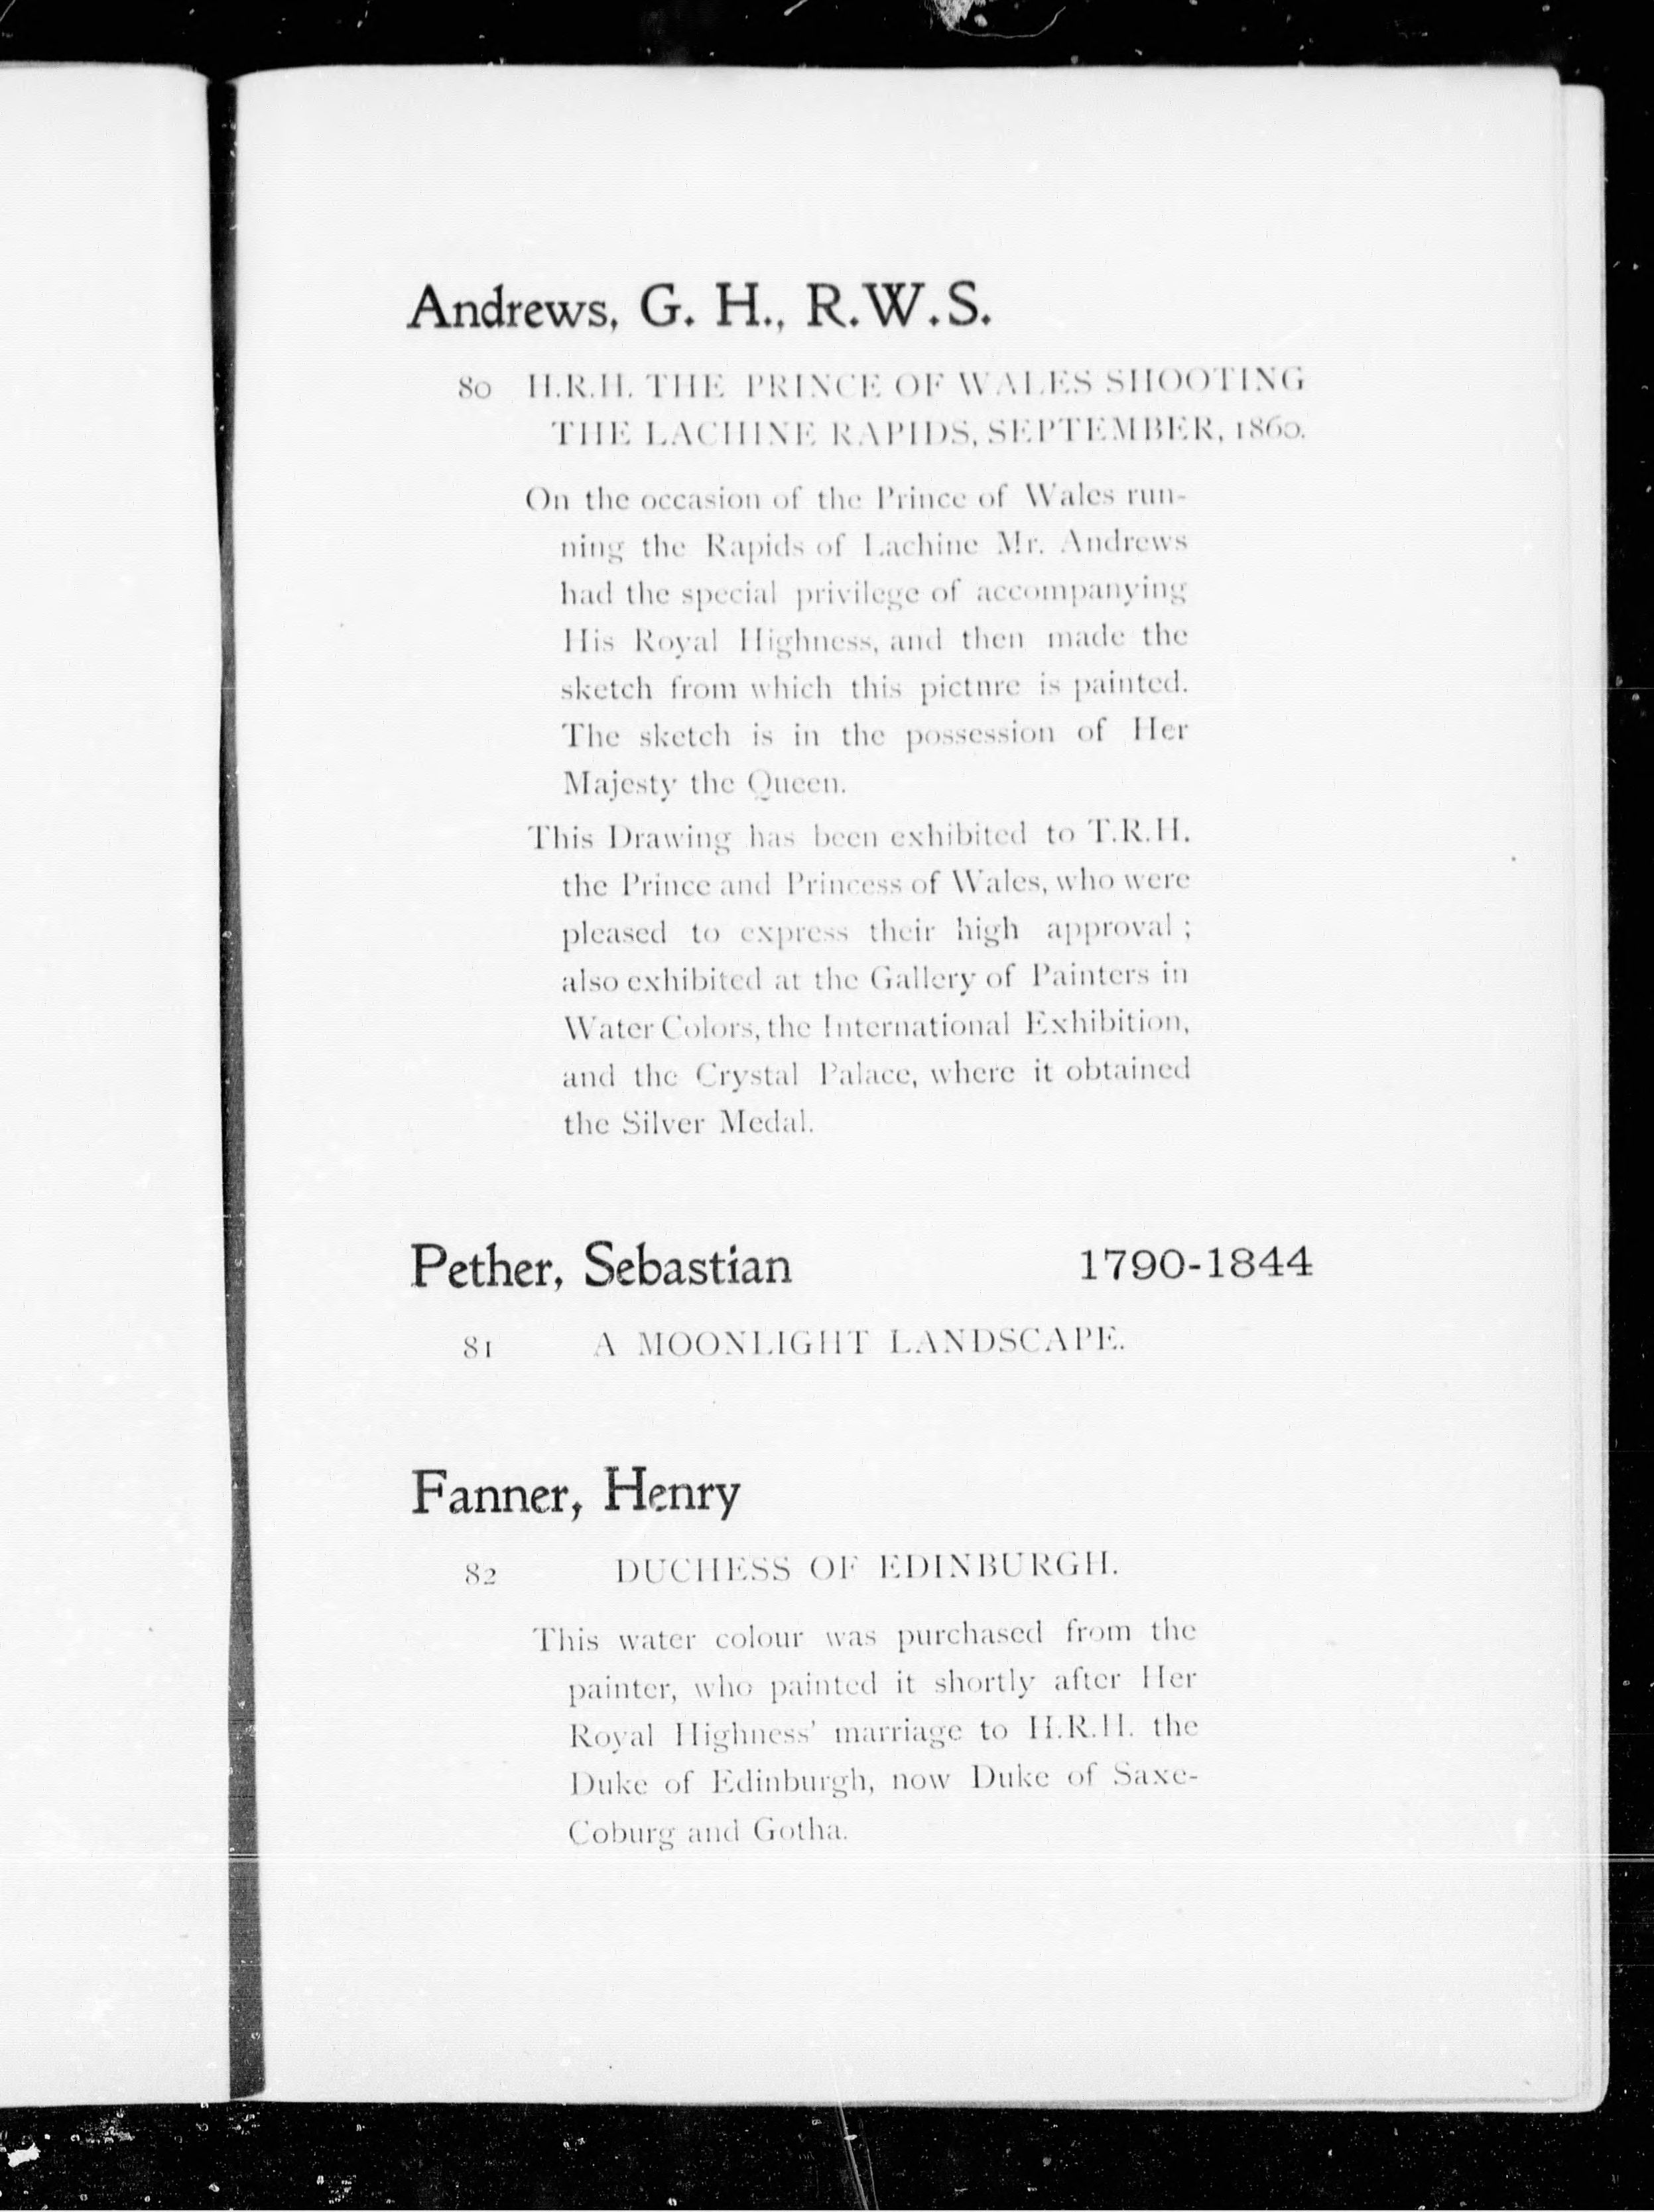 Andrews, G. H., R.W.S.
80 H.R.H. THE PRINCE OF WALES SHOOTING
THE LACHINE RAPIDS, SEPTEMBER, 1860.
On the occasion of the Prince of Wales run-
ning the Rapids of Lachine Mr. Andrews
had the special privilege of accompanying
His Royal Highness, and then made the
sketch from which this picture is painted.
The sketch is in the possession of Her
Majesty the Queen.
This Drawing has been exhibited to T.R.H.
the Prince and Princess of Wales, who were
pleased to express their high approval ;
also exhibited at the Gallery of Painters in
Water Colors, the International Exhibition,
and the Crystal Palace, where it obtained
the Silver Medal.
Pether, Sebastian 1790-1844
81 A MOONLIGHT LANDSCAPE.
Fanner, Henry
82 DUCHESS OF EDINBURGH.
This water colour was purchased from the
painter, who painted it shortly after Her
Royal Highness' marriage to H.R.H. the
Duke of Edinburgh, now Duke of Saxe-
Coburg and Gotha.